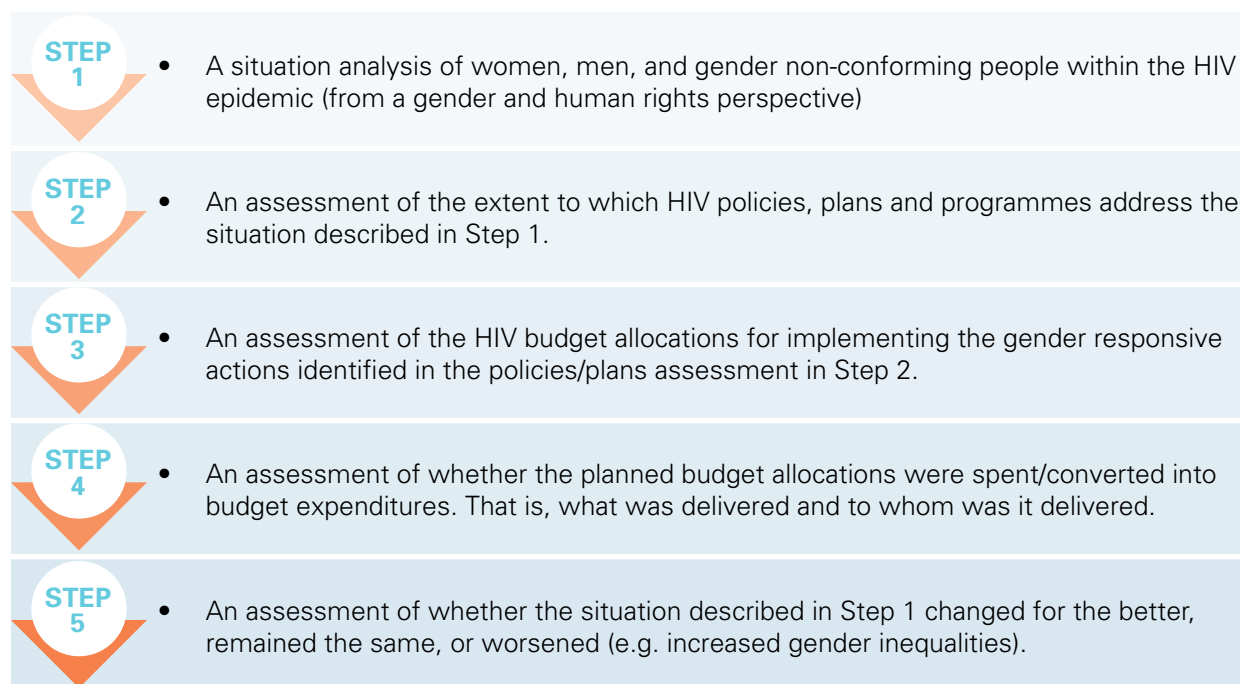 STEP
1
• A situation analysis of women, men, and gender non-conforming people within the HIV
epidemic (from a gender and human rights perspective)
STEP
2
• An assessment of the extent to which HIV policies, plans and programmes address the
situation described in Step 1.
STEP
3
• An assessment of the HIV budget allocations for implementing the gender responsive
actions identified in the policies/plans assessment in Step 2.
STEP
4
• An assessment of whether the planned budget allocations were spent/converted into
budget expenditures. That is, what was delivered and to whom was it delivered.
STEP
5
• An assessment of whether the situation described in Step 1 changed for the better,
remained the same, or worsened (e.g. increased gender inequalities).